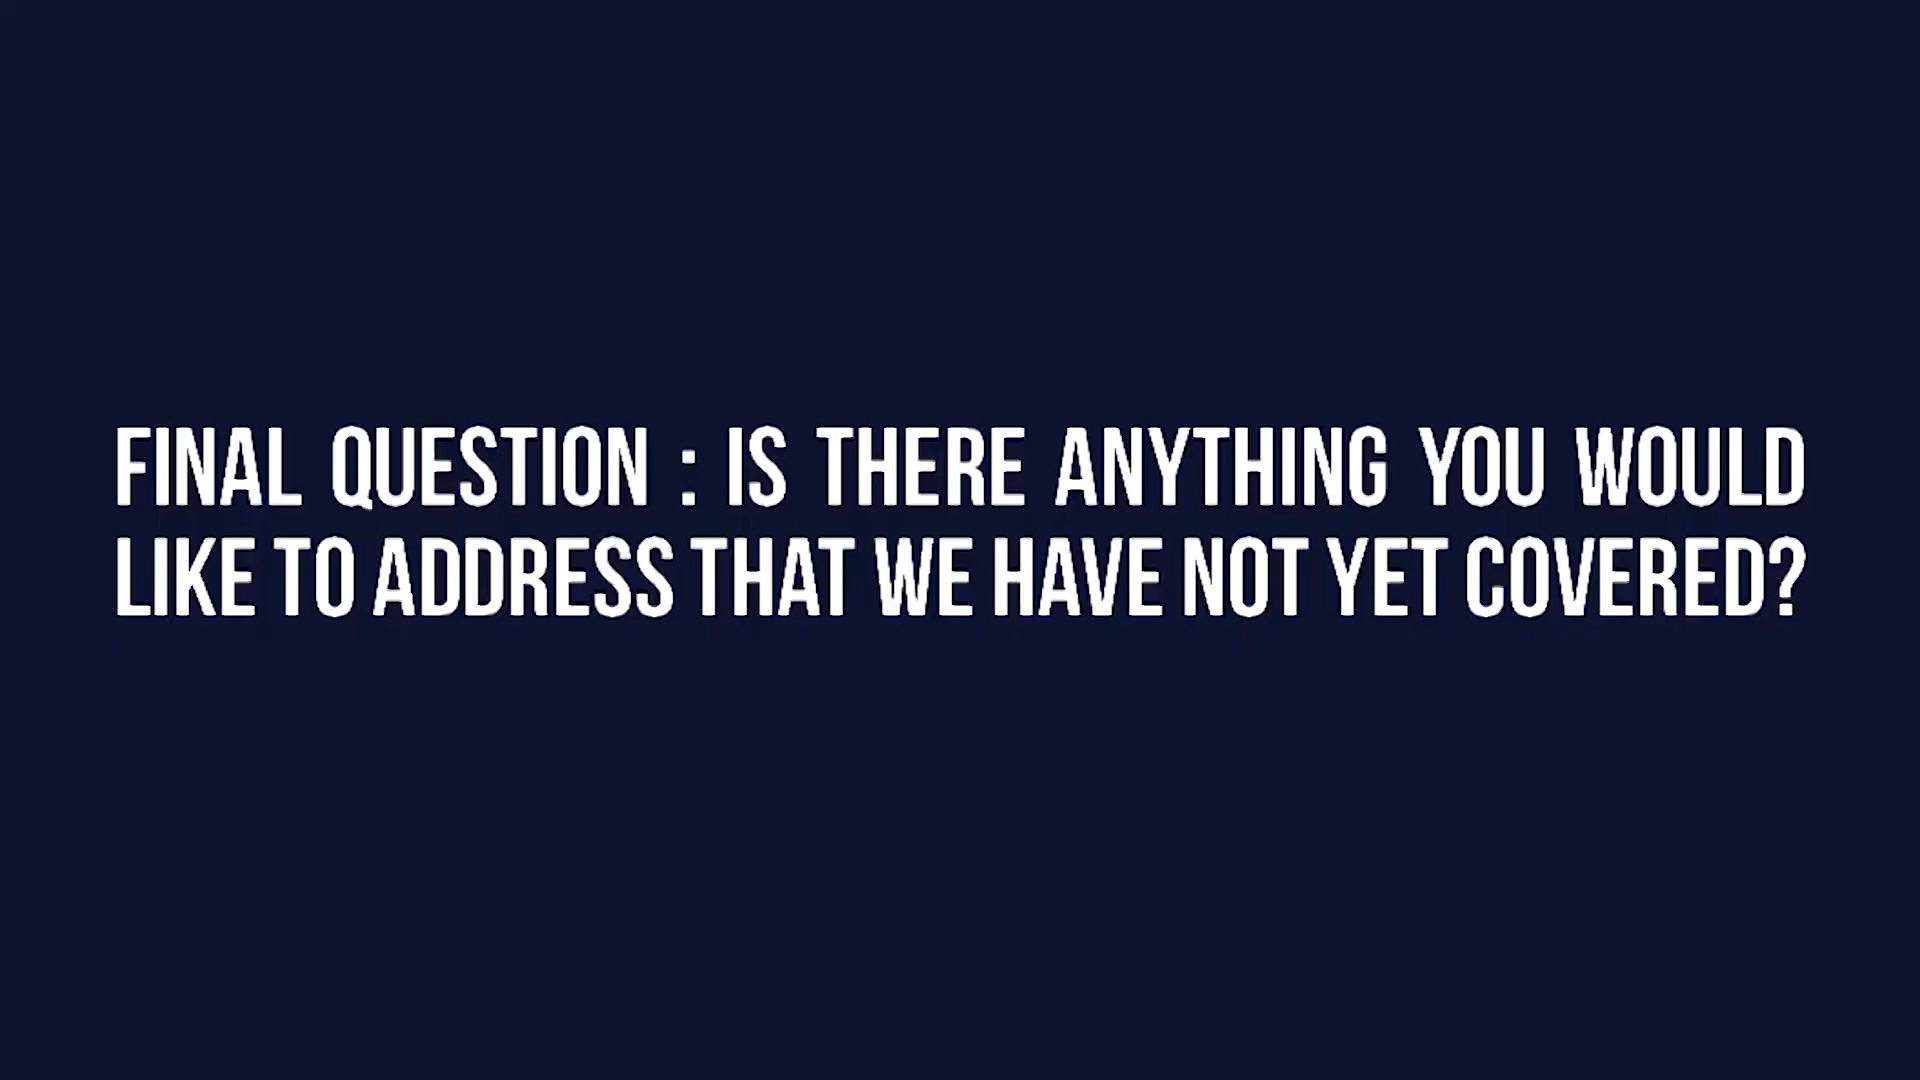 FINAL QUESTION : IS THERE ANYTHING YOU WOULD
LIKE TO ADDRESS THAT WE HAVE NOT YET COVERED?